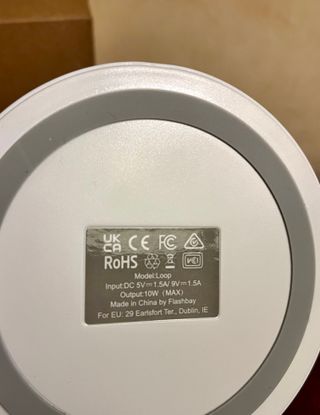 UK CA CE FC
RoHS VCCI
Model:Loop
Input:DC 5V⎓1.5A/ 9V⎓1.5A
Output:10W (MAX)
Made in China by Flashbay
For EU: 29 Earlsfort Ter., Dublin, IE